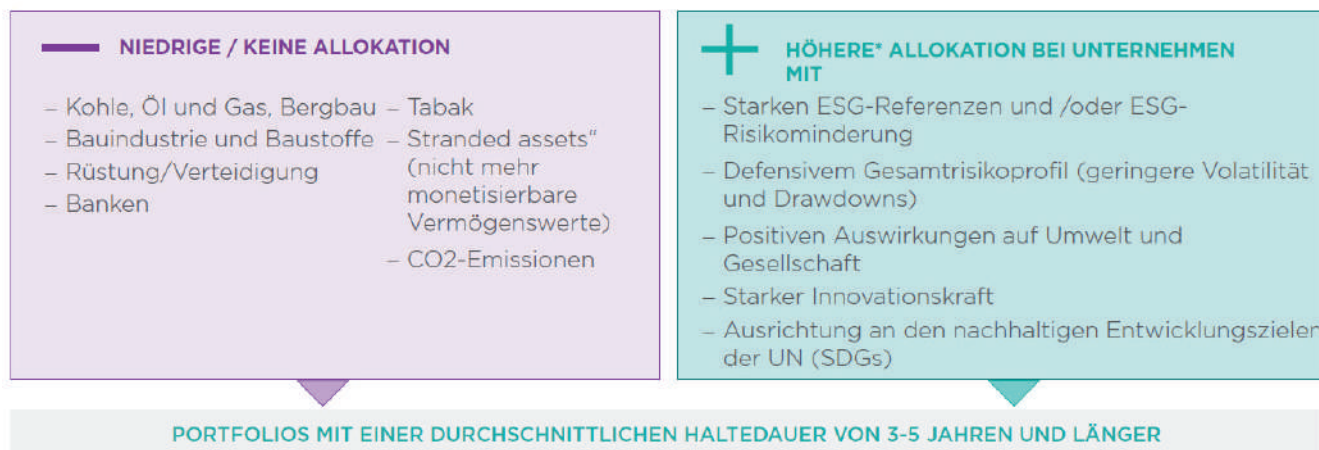 NIEDRIGE / KEINE ALLOKATION
– Kohle, Öl und Gas, Bergbau
– Bauindustrie und Baustoffe
– Rüstung/Verteidigung
– Banken
– Tabak
– Stranded assets“
(nicht mehr
monetisierbare
Vermögenswerte)
– CO2-Emissionen
HÖHERE* ALLOKATION BEI UNTERNEHMEN
MIT
– Starken ESG-Referenzen und /oder ESG-
Risikominderung
– Defensivem Gesamtrisikoprofil (geringere Volatilität
und Drawdowns)
– Positiven Auswirkungen auf Umwelt und
Gesellschaft
– Starker Innovationskraft
– Ausrichtung an den nachhaltigen Entwicklungszielen
der UN (SDGs)
PORTFOLIOS MIT EINER DURCHSCHNITTLICHEN HALTEDAUER VON 3-5 JAHREN UND LÄNGER